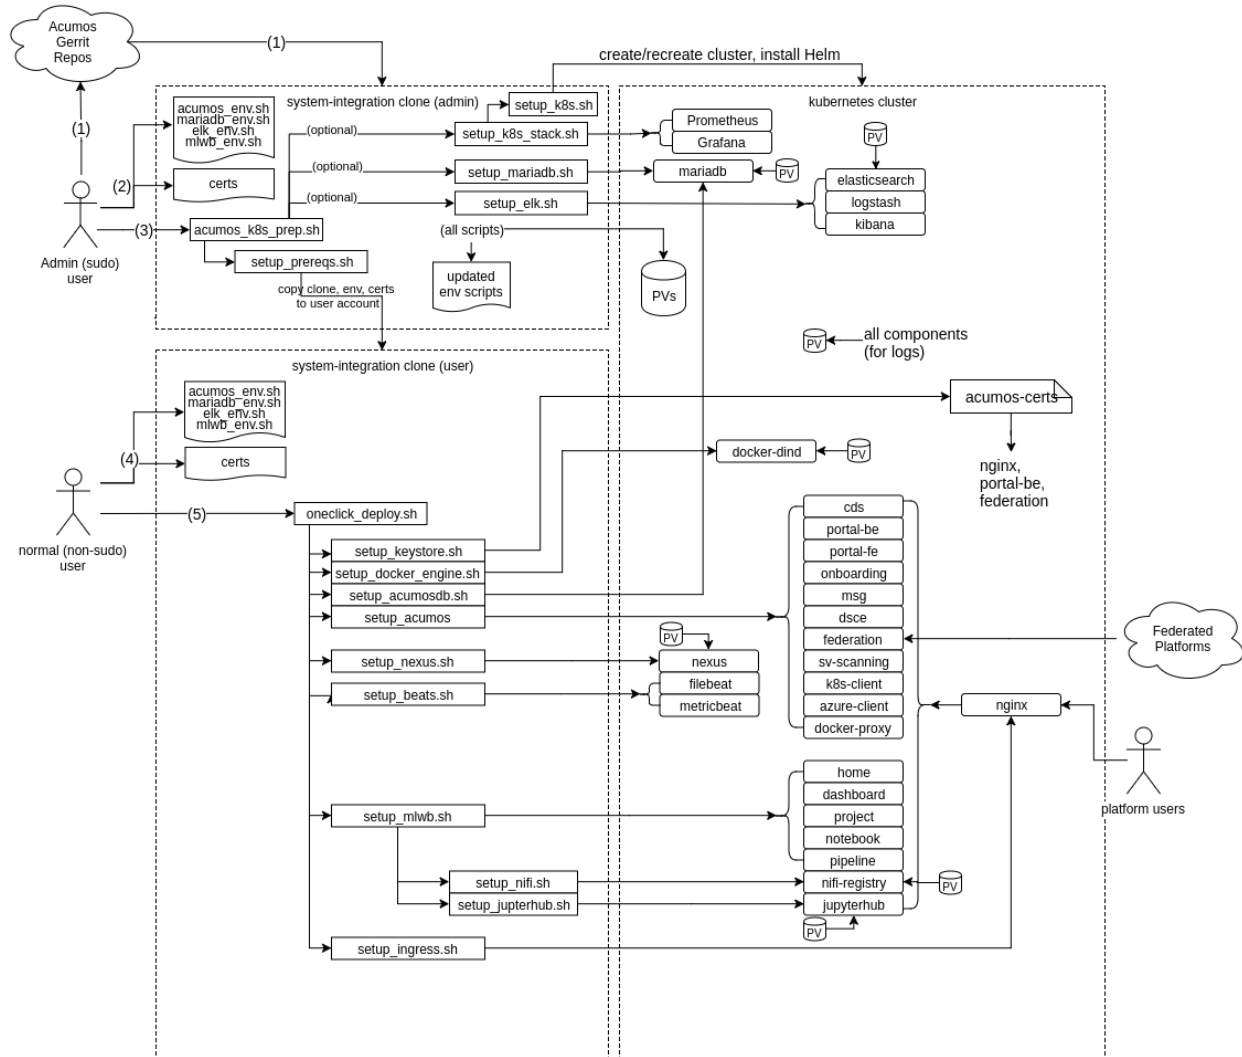 Acumos
Gerrit
Repos
(1)
create/recreate cluster, install Helm
(1)
system-integration clone (admin)
acumos_env.sh
mariadb_env.sh
elk_env.sh
mlwb_env.sh
(2)
certs
Admin (sudo)
user
(3)
acumos_k8s_prep.sh
setup_prereqs.sh
copy clone, env, certs
to user account
(optional)
(optional)
(optional)
setup_k8s.sh
setup_k8s_stack.sh
setup_mariadb.sh
setup_elk.sh
(all scripts)
updated
env scripts
kubernetes cluster
Prometheus
Grafana
mariadb
PV
PV
elasticsearch
logstash
kibana
PVs
PV
all components
(for logs)
system-integration clone (user)
acumos_env.sh
mariadb_env.sh
elk_env.sh
mlwb_env.sh
(4)
certs
normal (non-sudo)
user
(5)
oneclick_deploy.sh
setup_keystore.sh
setup_docker_engine.sh
setup_acumosdb.sh
setup_acumos
setup_nexus.sh
setup_beats.sh
setup_mlwb.sh
setup_nifi.sh
setup_jupterhub.sh
setup_ingress.sh
acumos-certs
nginx,
portal-be,
federation
docker-dind
PV
cds
portal-be
portal-fe
onboarding
msg
dsce
federation
sv-scanning
k8s-client
azure-client
docker-proxy
PV
nexus
filebeat
metricbeat
nginx
Federated
Platforms
platform users
home
dashboard
project
notebook
pipeline
nifi-registry
PV
jupyterhub
PV